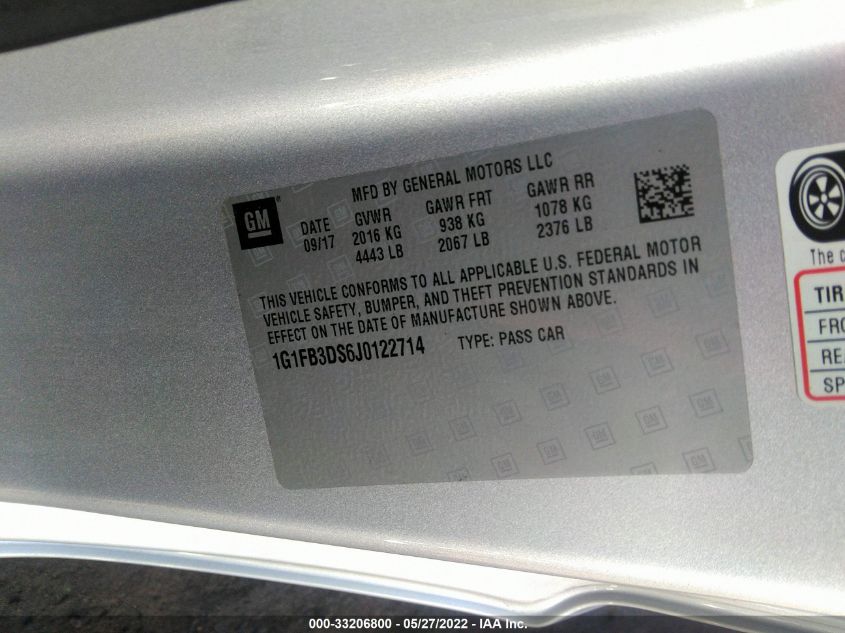 MFD BY GENERAL MOTORS LLC
GM
DATE GVWR GAWR FRT GAWR RR
09/17 2016 KG 938 KG 1078 KG
4443 LB 2067 LB 2376 LB
THIS VEHICLE CONFORMS TO ALL APPLICABLE U.S. FEDERAL MOTOR
VEHICLE SAFETY, BUMPER, AND THEFT PREVENTION STANDARDS IN
EFFECT ON THE DATE OF MANUFACTURE SHOWN ABOVE.
1G1FB3DS6J0122714 TYPE: PASS CAR
The c
TIR
FRO
RE
SP
000-33206800 - 05/27/2022 - IAA Inc.